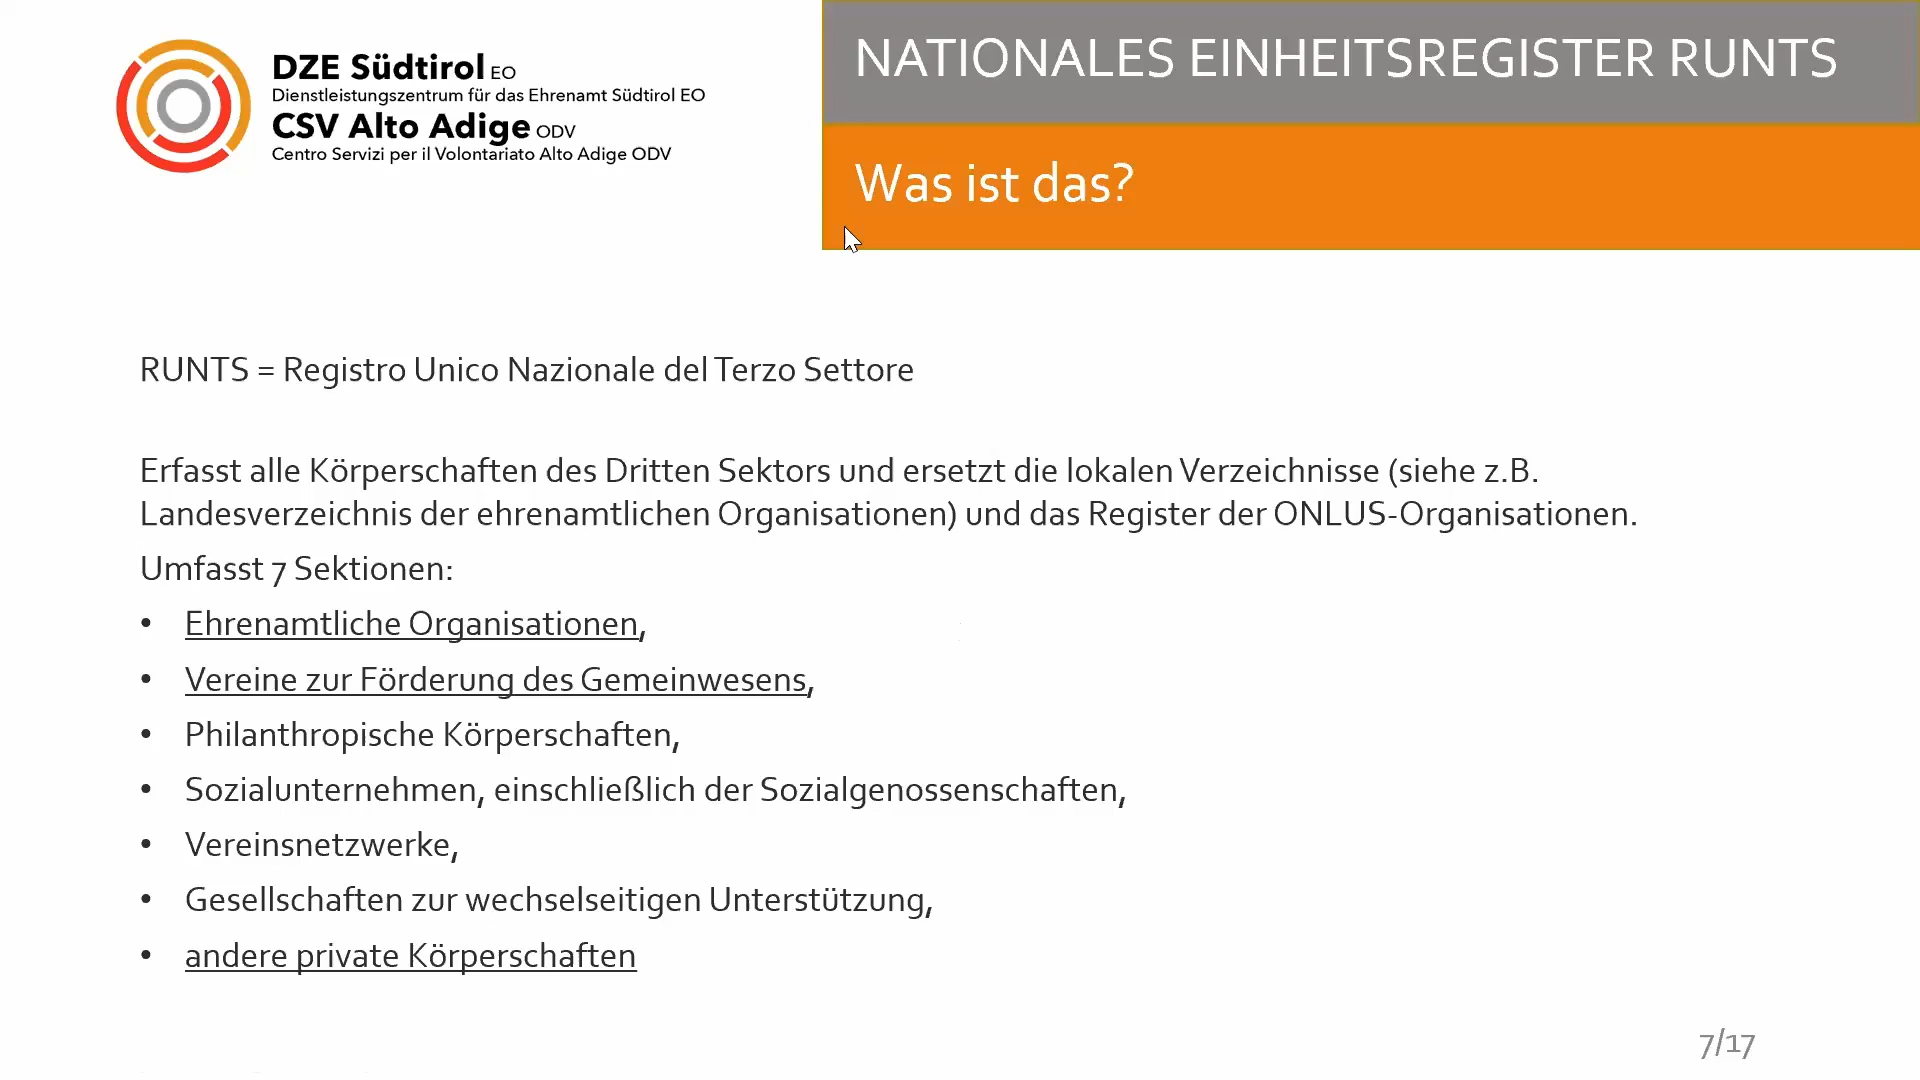 DZE Südtirol EO
Dienstleistungszentrum für das Ehrenamt Südtirol EO
CSV Alto Adige ODV
Centro Servizi per il Volontariato Alto Adige ODV
NATIONALES EINHEITSREGISTER RUNTS
Was ist das?
RUNTS = Registro Unico Nazionale del Terzo Settore
Erfasst alle Körperschaften des Dritten Sektors und ersetzt die lokalen Verzeichnisse (siehe z.B.
Landesverzeichnis der ehrenamtlichen Organisationen) und das Register der ONLUS-Organisationen.
Umfasst 7 Sektionen:
• Ehrenamtliche Organisationen,
• Vereine zur Förderung des Gemeinwesens,
• Philanthropische Körperschaften,
• Sozialunternehmen, einschließlich der Sozialgenossenschaften,
• Vereinsnetzwerke,
• Gesellschaften zur wechselseitigen Unterstützung,
• andere private Körperschaften
7/17